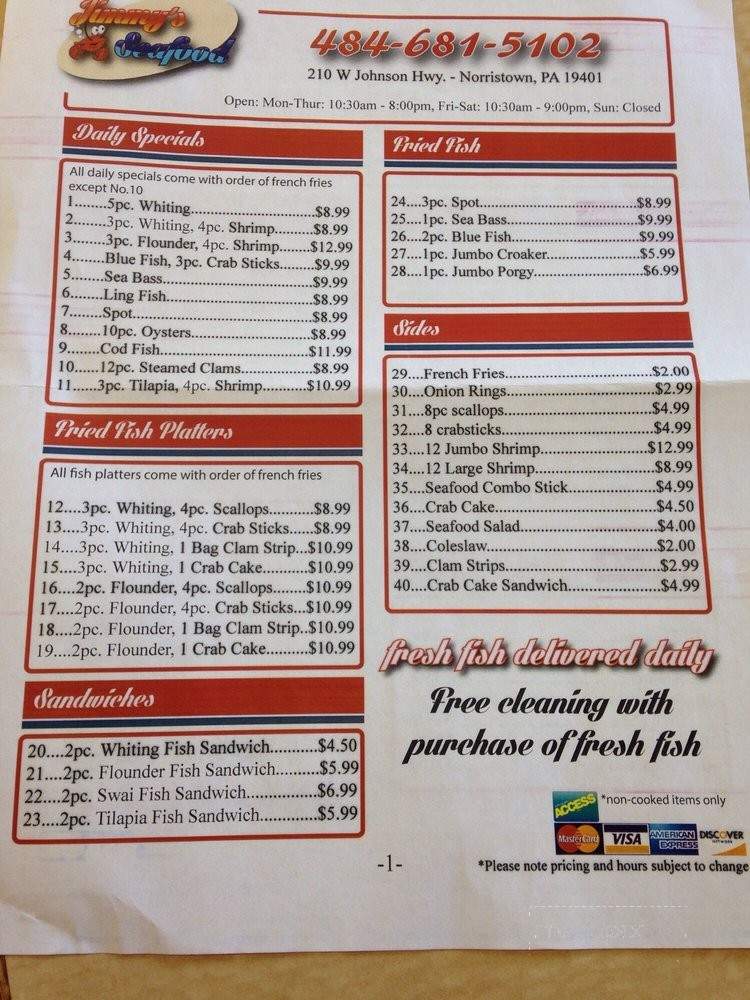 Jimmy's
Seafood
484-681-5102
210 W Johnson Hwy. - Norristown, PA 19401
Open: Mon-Thur: 10:30am - 8:00pm, Fri-Sat: 10:30am - 9:00pm, Sun: Closed
Daily Specials
All daily specials come with order of french fries
except No.10
1........5pc. Whiting.........................$8.99
2........3pc. Whiting, 4pc. Shrimp.......$8.99
3........3pc. Flounder, 4pc. Shrimp......$12.99
4........Blue Fish, 3pc. Crab Sticks.......$9.99
5........Sea Bass..............................$9.99
6........Ling Fish.............................$8.99
7........Spot....................................$8.99
8........10pc. Oysters.......................$8.99
9........Cod Fish..............................$11.99
10......12pc. Steamed Clams..............$8.99
11......3pc. Tilapia, 4pc. Shrimp.........$10.99
Fried Fish Platters
All fish platters come with order of french fries
12....3pc. Whiting, 4pc. Scallops..........$8.99
13....3pc. Whiting, 4pc. Crab Sticks......$8.99
14....3pc. Whiting, 1 Bag Clam Strip...$10.99
15....3pc. Whiting, 1 Crab Cake..........$10.99
16....2pc. Flounder, 4pc. Scallops........$10.99
17....2pc. Flounder, 4pc. Crab Sticks...$10.99
18....2pc. Flounder, 1 Bag Clam Strip..$10.99
19....2pc. Flounder, 1 Crab Cake.........$10.99
Sandwiches
20....2pc. Whiting Fish Sandwich...........$4.50
21....2pc. Flounder Fish Sandwich..........$5.99
22....2pc. Swai Fish Sandwich................$6.99
23....2pc. Tilapia Fish Sandwich.............$5.99
Fried Fish
24....3pc. Spot...................................$8.99
25....1pc. Sea Bass..............................$9.99
26....2pc. Blue Fish.............................$9.99
27....1pc. Jumbo Croaker.....................$5.99
28....1pc. Jumbo Porgy........................$6.99
Sides
29....French Fries................................$2.00
30....Onion Rings...............................$2.99
31....8pc scallops................................$4.99
32....8 crabsticks.................................$4.99
33....12 Jumbo Shrimp.......................$12.99
34....12 Large Shrimp..........................$8.99
35....Seafood Combo Stick...................$4.99
36....Crab Cake..................................$4.50
37....Seafood Salad.............................$4.00
38....Coleslaw....................................$2.00
39....Clam Strips................................$2.99
40....Crab Cake Sandwich..................$4.99
fresh fish delivered daily
Free cleaning with
purchase of fresh fish
ACCESS *non-cooked items only
MasterCard VISA AMERICAN EXPRESS DISCOVER NETWORK
-1- *Please note pricing and hours subject to change